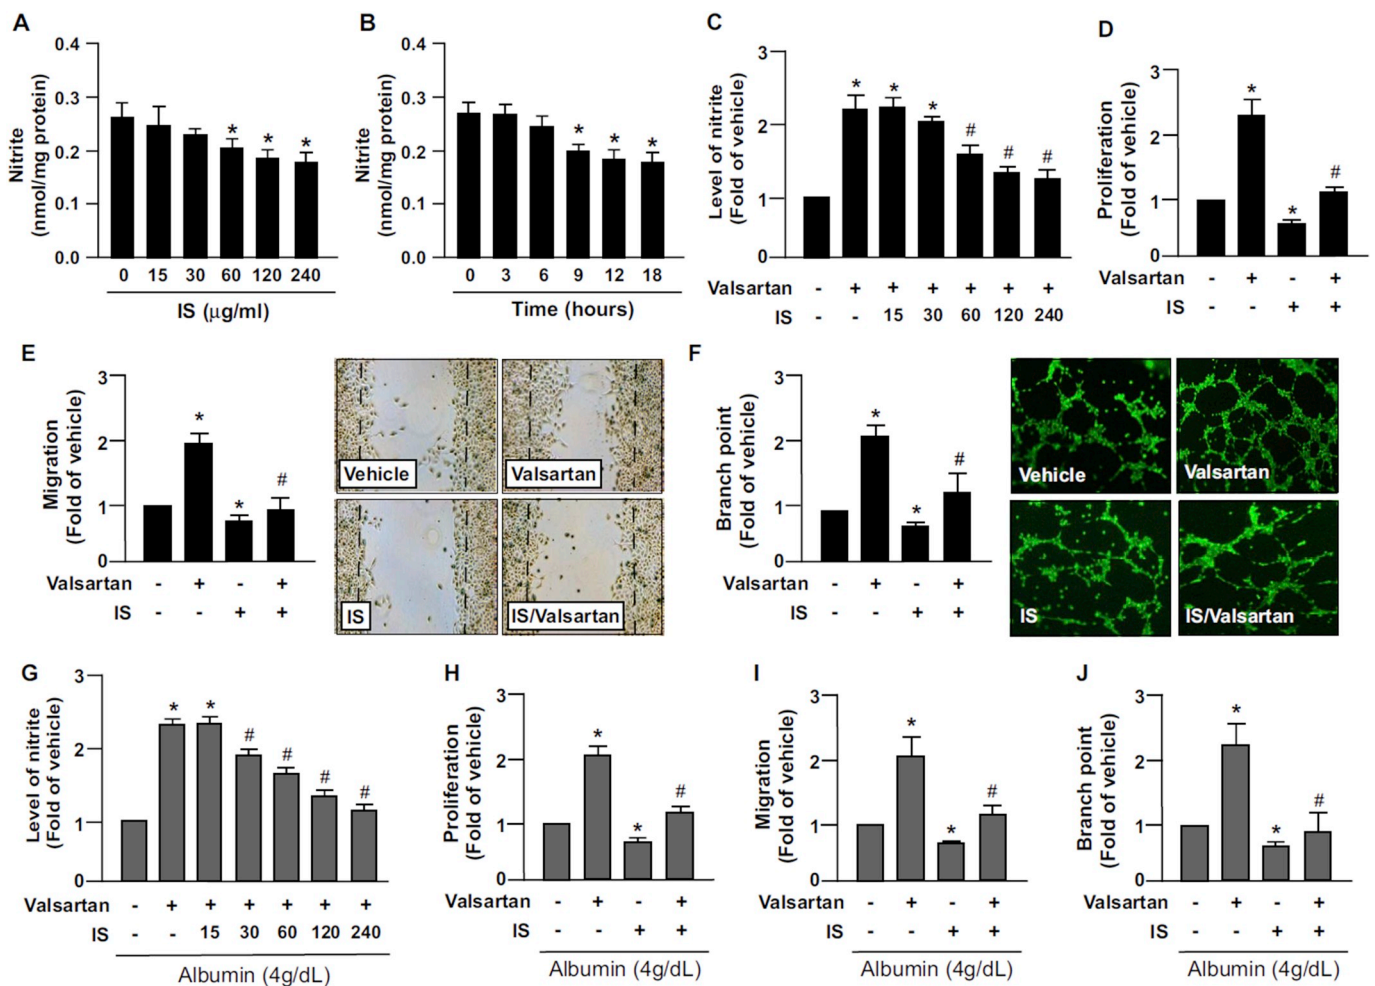 A
0.4
0.3
0.2
0.1
0.0
Nitrite
(nmol/mg protein)
* * *
0 15 30 60 120 240
IS (μg/ml)
B
0.4
0.3
0.2
0.1
0.0
Nitrite
(nmol/mg protein)
* * *
0 3 6 9 12 18
Time (hours)
C
3
2
1
0
Level of nitrite
(Fold of vehicle)
* * * # # #
Valsartan - + + + + + +
IS - - 15 30 60 120 240
D
3
2
1
0
Proliferation
(Fold of vehicle)
* * #
Valsartan - + - +
IS - - + +
E
3
2
1
0
Migration
(Fold of vehicle)
* * #
Valsartan - + - +
IS - - + +
Vehicle
Valsartan
IS
IS/Valsartan
F
3
2
1
0
Branch point
(Fold of vehicle)
* * #
Valsartan - + - +
IS - - + +
Vehicle
Valsartan
IS
IS/Valsartan
G
3
2
1
0
Level of nitrite
(Fold of vehicle)
* * # # # #
Valsartan - + + + + + +
IS - - 15 30 60 120 240
Albumin (4g/dL)
H
3
2
1
0
Proliferation
(Fold of vehicle)
* * #
Valsartan - + - +
IS - - + +
Albumin (4g/dL)
I
3
2
1
0
Migration
(Fold of vehicle)
* * #
Valsartan - + - +
IS - - + +
Albumin (4g/dL)
J
3
2
1
0
Branch point
(Fold of vehicle)
* * #
Valsartan - + - +
IS - - + +
Albumin (4g/dL)